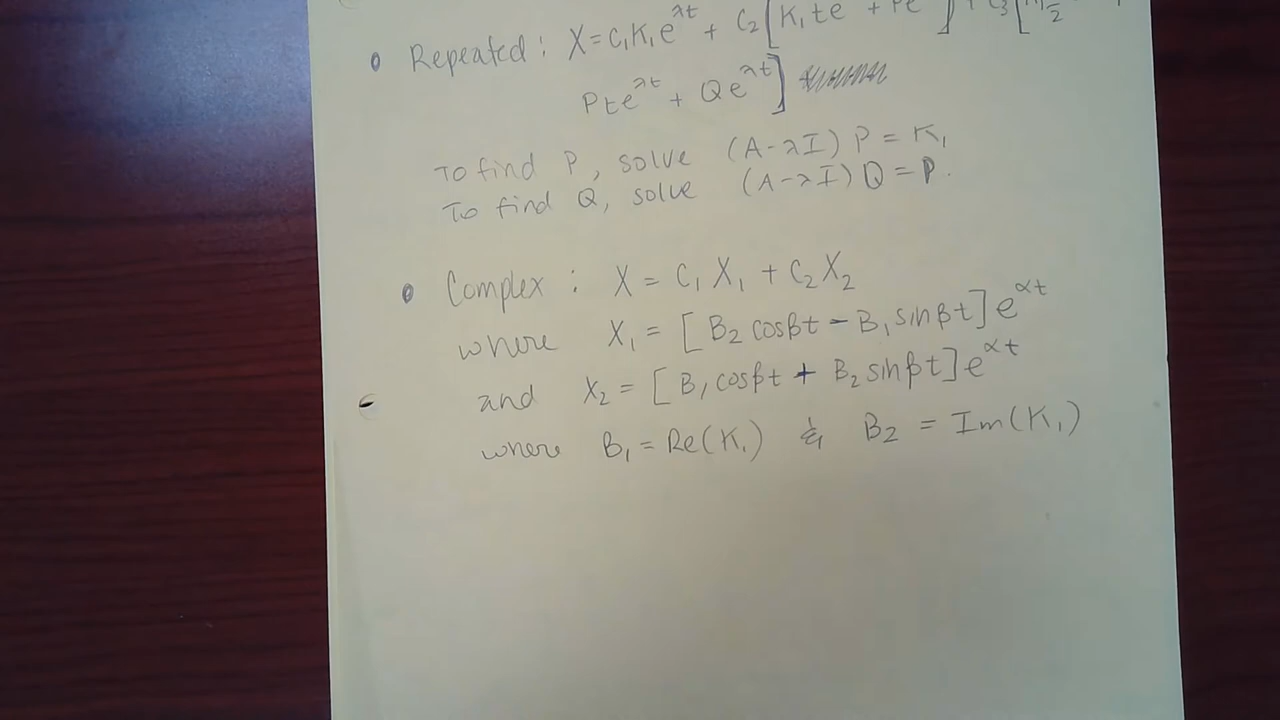 • Repeated : X = C₁K₁e^λt + C₂[K₁te + Pe ] + C₃[
Pte^λt + Qe^λt]
To find P, solve (A-λI) P = K₁
To find Q, solve (A-λI) Q = P.
• Complex : X = C₁X₁ + C₂X₂
where X₁ = [B₂ cosβt - B₁ sinβt]e^αt
and X₂ = [B₁ cosβt + B₂ sinβt]e^αt
where B₁ = Re(K₁) & B₂ = Im(K₁)